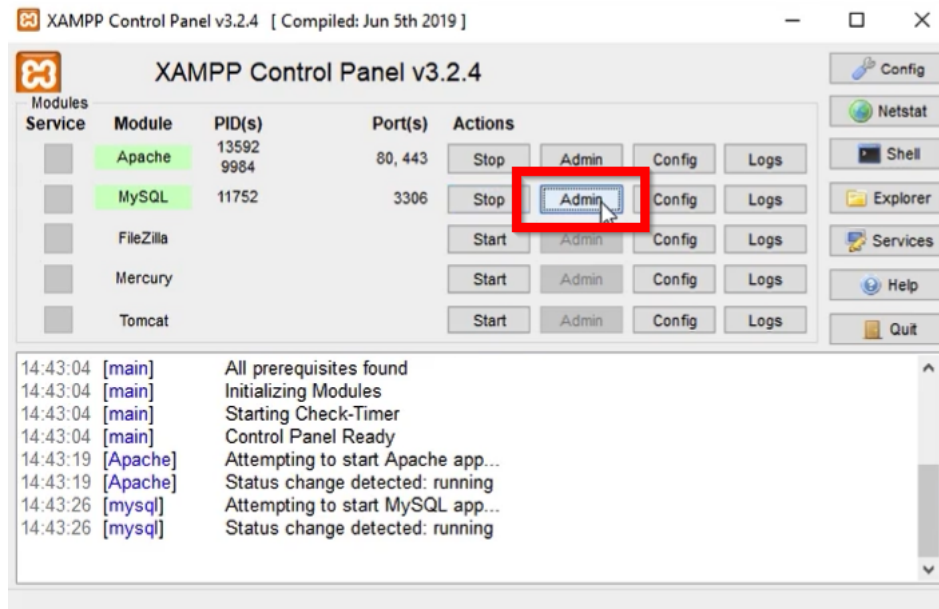 XAMPP Control Panel v3.2.4 [ Compiled: Jun 5th 2019 ]
XAMPP Control Panel v3.2.4
Config
Modules
Service Module PID(s) Port(s) Actions
Netstat
Apache 13592 9984 80, 443 Stop Admin Config Logs
Shell
MySQL 11752 3306 Stop Admin Config Logs
Explorer
FileZilla Start Admin Config Logs
Services
Mercury Start Admin Config Logs
Help
Tomcat Start Admin Config Logs
Quit
14:43:04 [main] All prerequisites found
14:43:04 [main] Initializing Modules
14:43:04 [main] Starting Check-Timer
14:43:04 [main] Control Panel Ready
14:43:19 [Apache] Attempting to start Apache app...
14:43:19 [Apache] Status change detected: running
14:43:26 [mysql] Attempting to start MySQL app...
14:43:26 [mysql] Status change detected: running